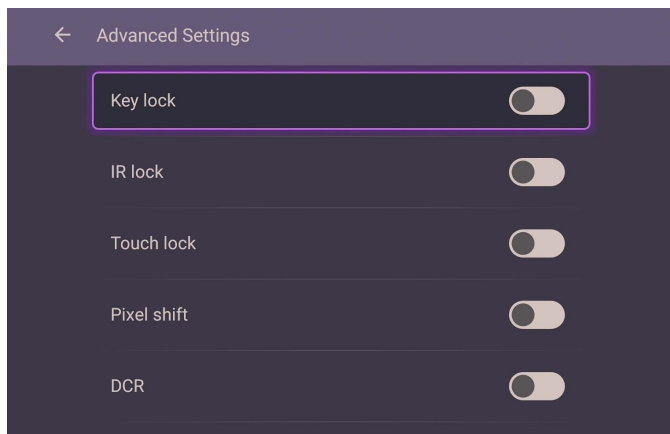 Advanced Settings
Key lock
IR lock
Touch lock
Pixel shift
DCR